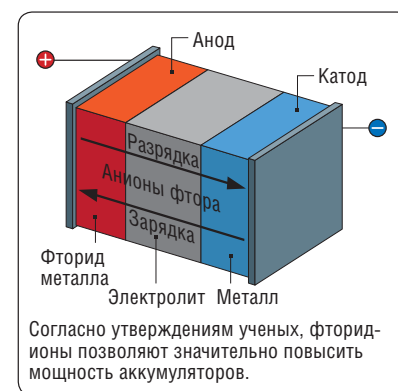 Анод
+
Катод
−
Разрядка
Анионы фтора
Зарядка
Фторид
металла
Электролит
Металл
Согласно утверждениям ученых, фторид-
ионы позволяют значительно повысить
мощность аккумуляторов.